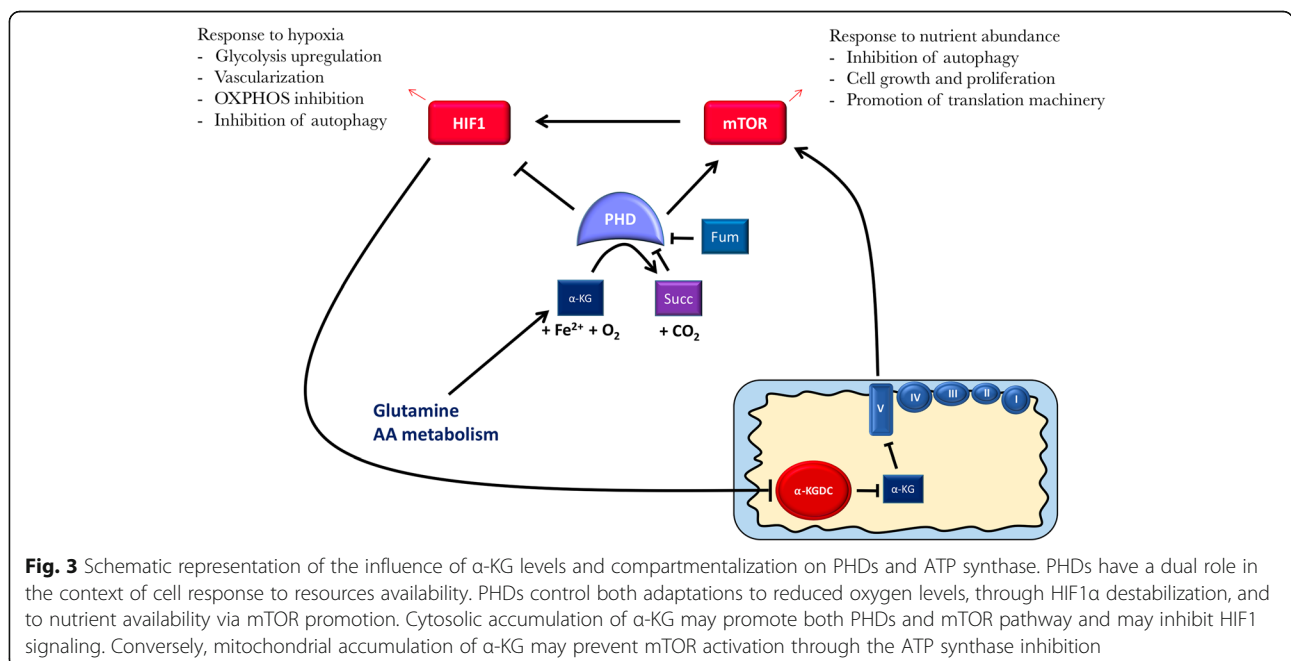 Response to hypoxia
- Glycolysis upregulation
- Vascularization
- OXPHOS inhibition
- Inhibition of autophagy
Response to nutrient abundance
- Inhibition of autophagy
- Cell growth and proliferation
- Promotion of translation machinery
HIF1
mTOR
PHD
Fum
α-KG
Succ
+ Fe²⁺ + O₂
+ CO₂
Glutamine
AA metabolism
V
IV
III
II
I
α-KGDC
α-KG
Fig. 3 Schematic representation of the influence of α-KG levels and compartmentalization on PHDs and ATP synthase. PHDs have a dual role in
the context of cell response to resources availability. PHDs control both adaptations to reduced oxygen levels, through HIF1α destabilization, and
to nutrient availability via mTOR promotion. Cytosolic accumulation of α-KG may promote both PHDs and mTOR pathway and may inhibit HIF1
signaling. Conversely, mitochondrial accumulation of α-KG may prevent mTOR activation through the ATP synthase inhibition